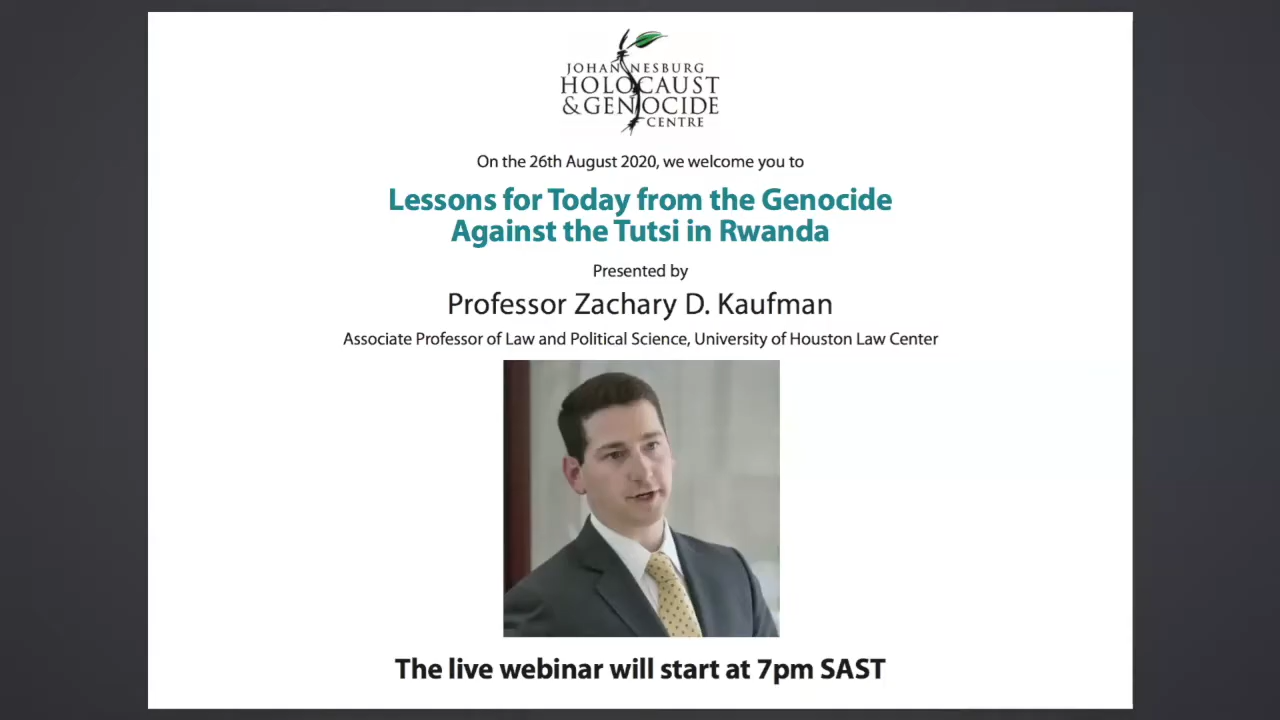 JOHANNESBURG
HOLOCAUST
& GENOCIDE
CENTRE
On the 26th August 2020, we welcome you to
Lessons for Today from the Genocide
Against the Tutsi in Rwanda
Presented by
Professor Zachary D. Kaufman
Associate Professor of Law and Political Science, University of Houston Law Center
The live webinar will start at 7pm SAST